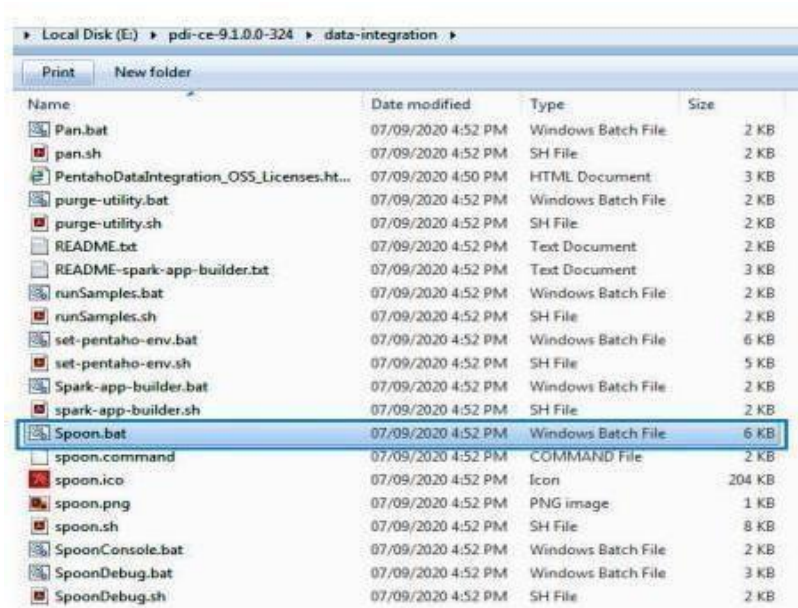 Local Disk (E:) pdi-ce-9.1.0.0-324 data-integration
Print New folder
Name Date modified Type Size
Pan.bat 07/09/2020 4:52 PM Windows Batch File 2 KB
pan.sh 07/09/2020 4:52 PM SH File 2 KB
PentahoDataIntegration_OSS_Licenses.ht... 07/09/2020 4:50 PM HTML Document 3 KB
purge-utility.bat 07/09/2020 4:52 PM Windows Batch File 2 KB
purge-utility.sh 07/09/2020 4:52 PM SH File 2 KB
README.txt 07/09/2020 4:52 PM Text Document 2 KB
README-spark-app-builder.txt 07/09/2020 4:52 PM Text Document 3 KB
runSamples.bat 07/09/2020 4:52 PM Windows Batch File 2 KB
runSamples.sh 07/09/2020 4:52 PM SH File 2 KB
set-pentaho-env.bat 07/09/2020 4:52 PM Windows Batch File 6 KB
set-pentaho-env.sh 07/09/2020 4:52 PM SH File 5 KB
Spark-app-builder.bat 07/09/2020 4:52 PM Windows Batch File 2 KB
spark-app-builder.sh 07/09/2020 4:52 PM SH File 2 KB
Spoon.bat 07/09/2020 4:52 PM Windows Batch File 6 KB
spoon.command 07/09/2020 4:52 PM COMMAND File 2 KB
spoon.ico 07/09/2020 4:52 PM Icon 204 KB
spoon.png 07/09/2020 4:52 PM PNG image 1 KB
spoon.sh 07/09/2020 4:52 PM SH File 8 KB
SpoonConsole.bat 07/09/2020 4:52 PM Windows Batch File 2 KB
SpoonDebug.bat 07/09/2020 4:52 PM Windows Batch File 3 KB
SpoonDebug.sh 07/09/2020 4:52 PM SH File 2 KB